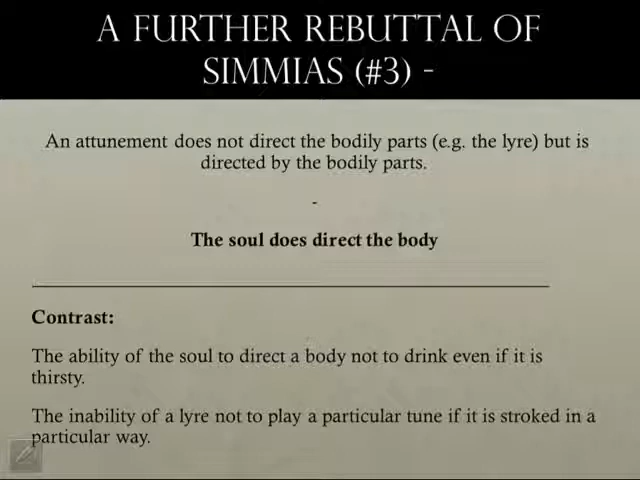 A FURTHER REBUTTAL OF
SIMMIAS (#3) -
An attunement does not direct the bodily parts (e.g. the lyre) but is
directed by the bodily parts.
-
The soul does direct the body
Contrast:
The ability of the soul to direct a body not to drink even if it is
thirsty.
The inability of a lyre not to play a particular tune if it is stroked in a
particular way.